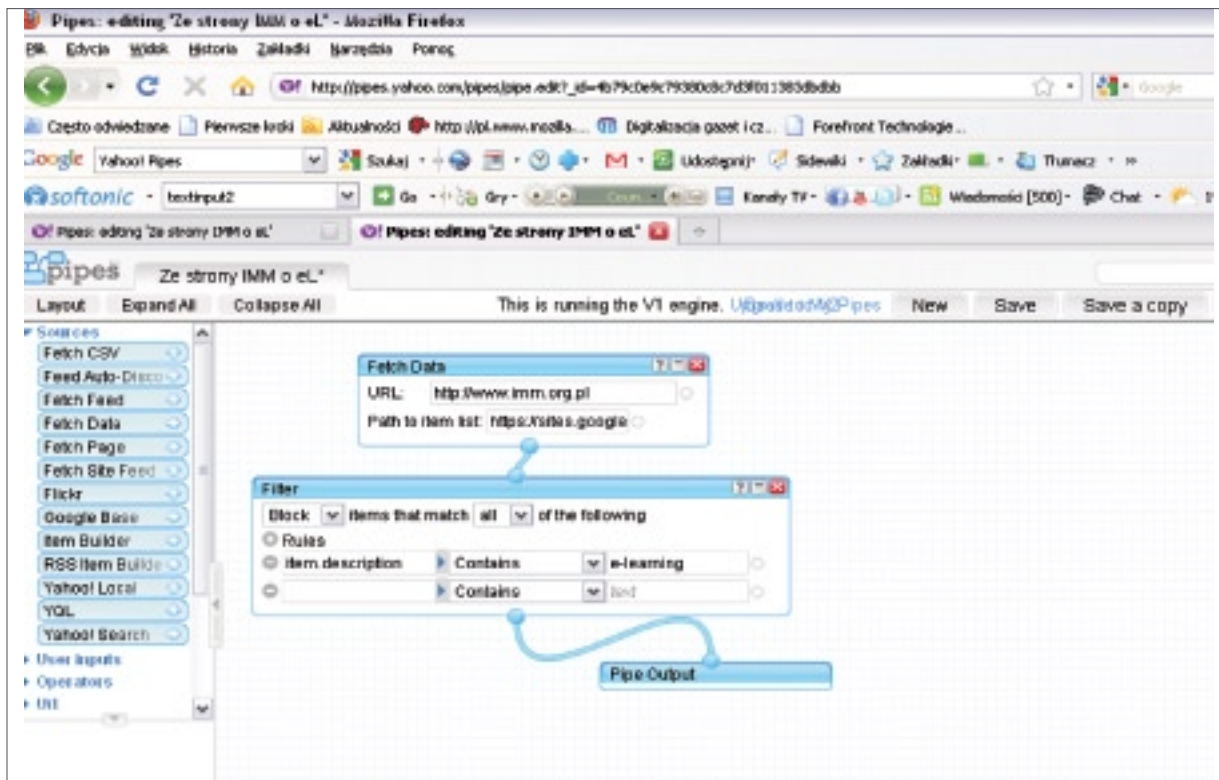 Pipes: editing "Ze strony IMM o eL" - Mozilla Firefox
Plik Edycja Widok Historia Zakładki Narzędzia Pomoc
Google
Często odwiedzane Pierwsze kroki Aktualności http://pl.www.mozilla.... Digitalizacja gazet i cz... Forefront Technologie ...
Google Yahoo! Pipes Szukaj Udostępnij Sidewiki Zakładki Tłumacz
softonic textinput2 Go Gry Kanały TV Wiadomości [500] Chat
Pipes: editing 'Ze strony IMM o eL' Pipes: editing "Ze strony IMM o eL"
pipes Ze strony IMM o eL*
Layout Expand All Collapse All This is running the V1 engine. New Save Save a copy
Sources
Fetch CSV
Feed Auto-Disco
Fetch Feed
Fetch Data
Fetch Page
Fetch Site Feed
Flickr
Google Base
Item Builder
RSS Item Builde
Yahoo! Local
YQL
Yahoo! Search
User Inputs
Operators
Url
Fetch Data
URL: http://www.imm.org.pl
Path to item list: https://sites.google
Filter
Block items that match all of the following
Rules
item.description Contains e-learning
Contains text
Pipe Output